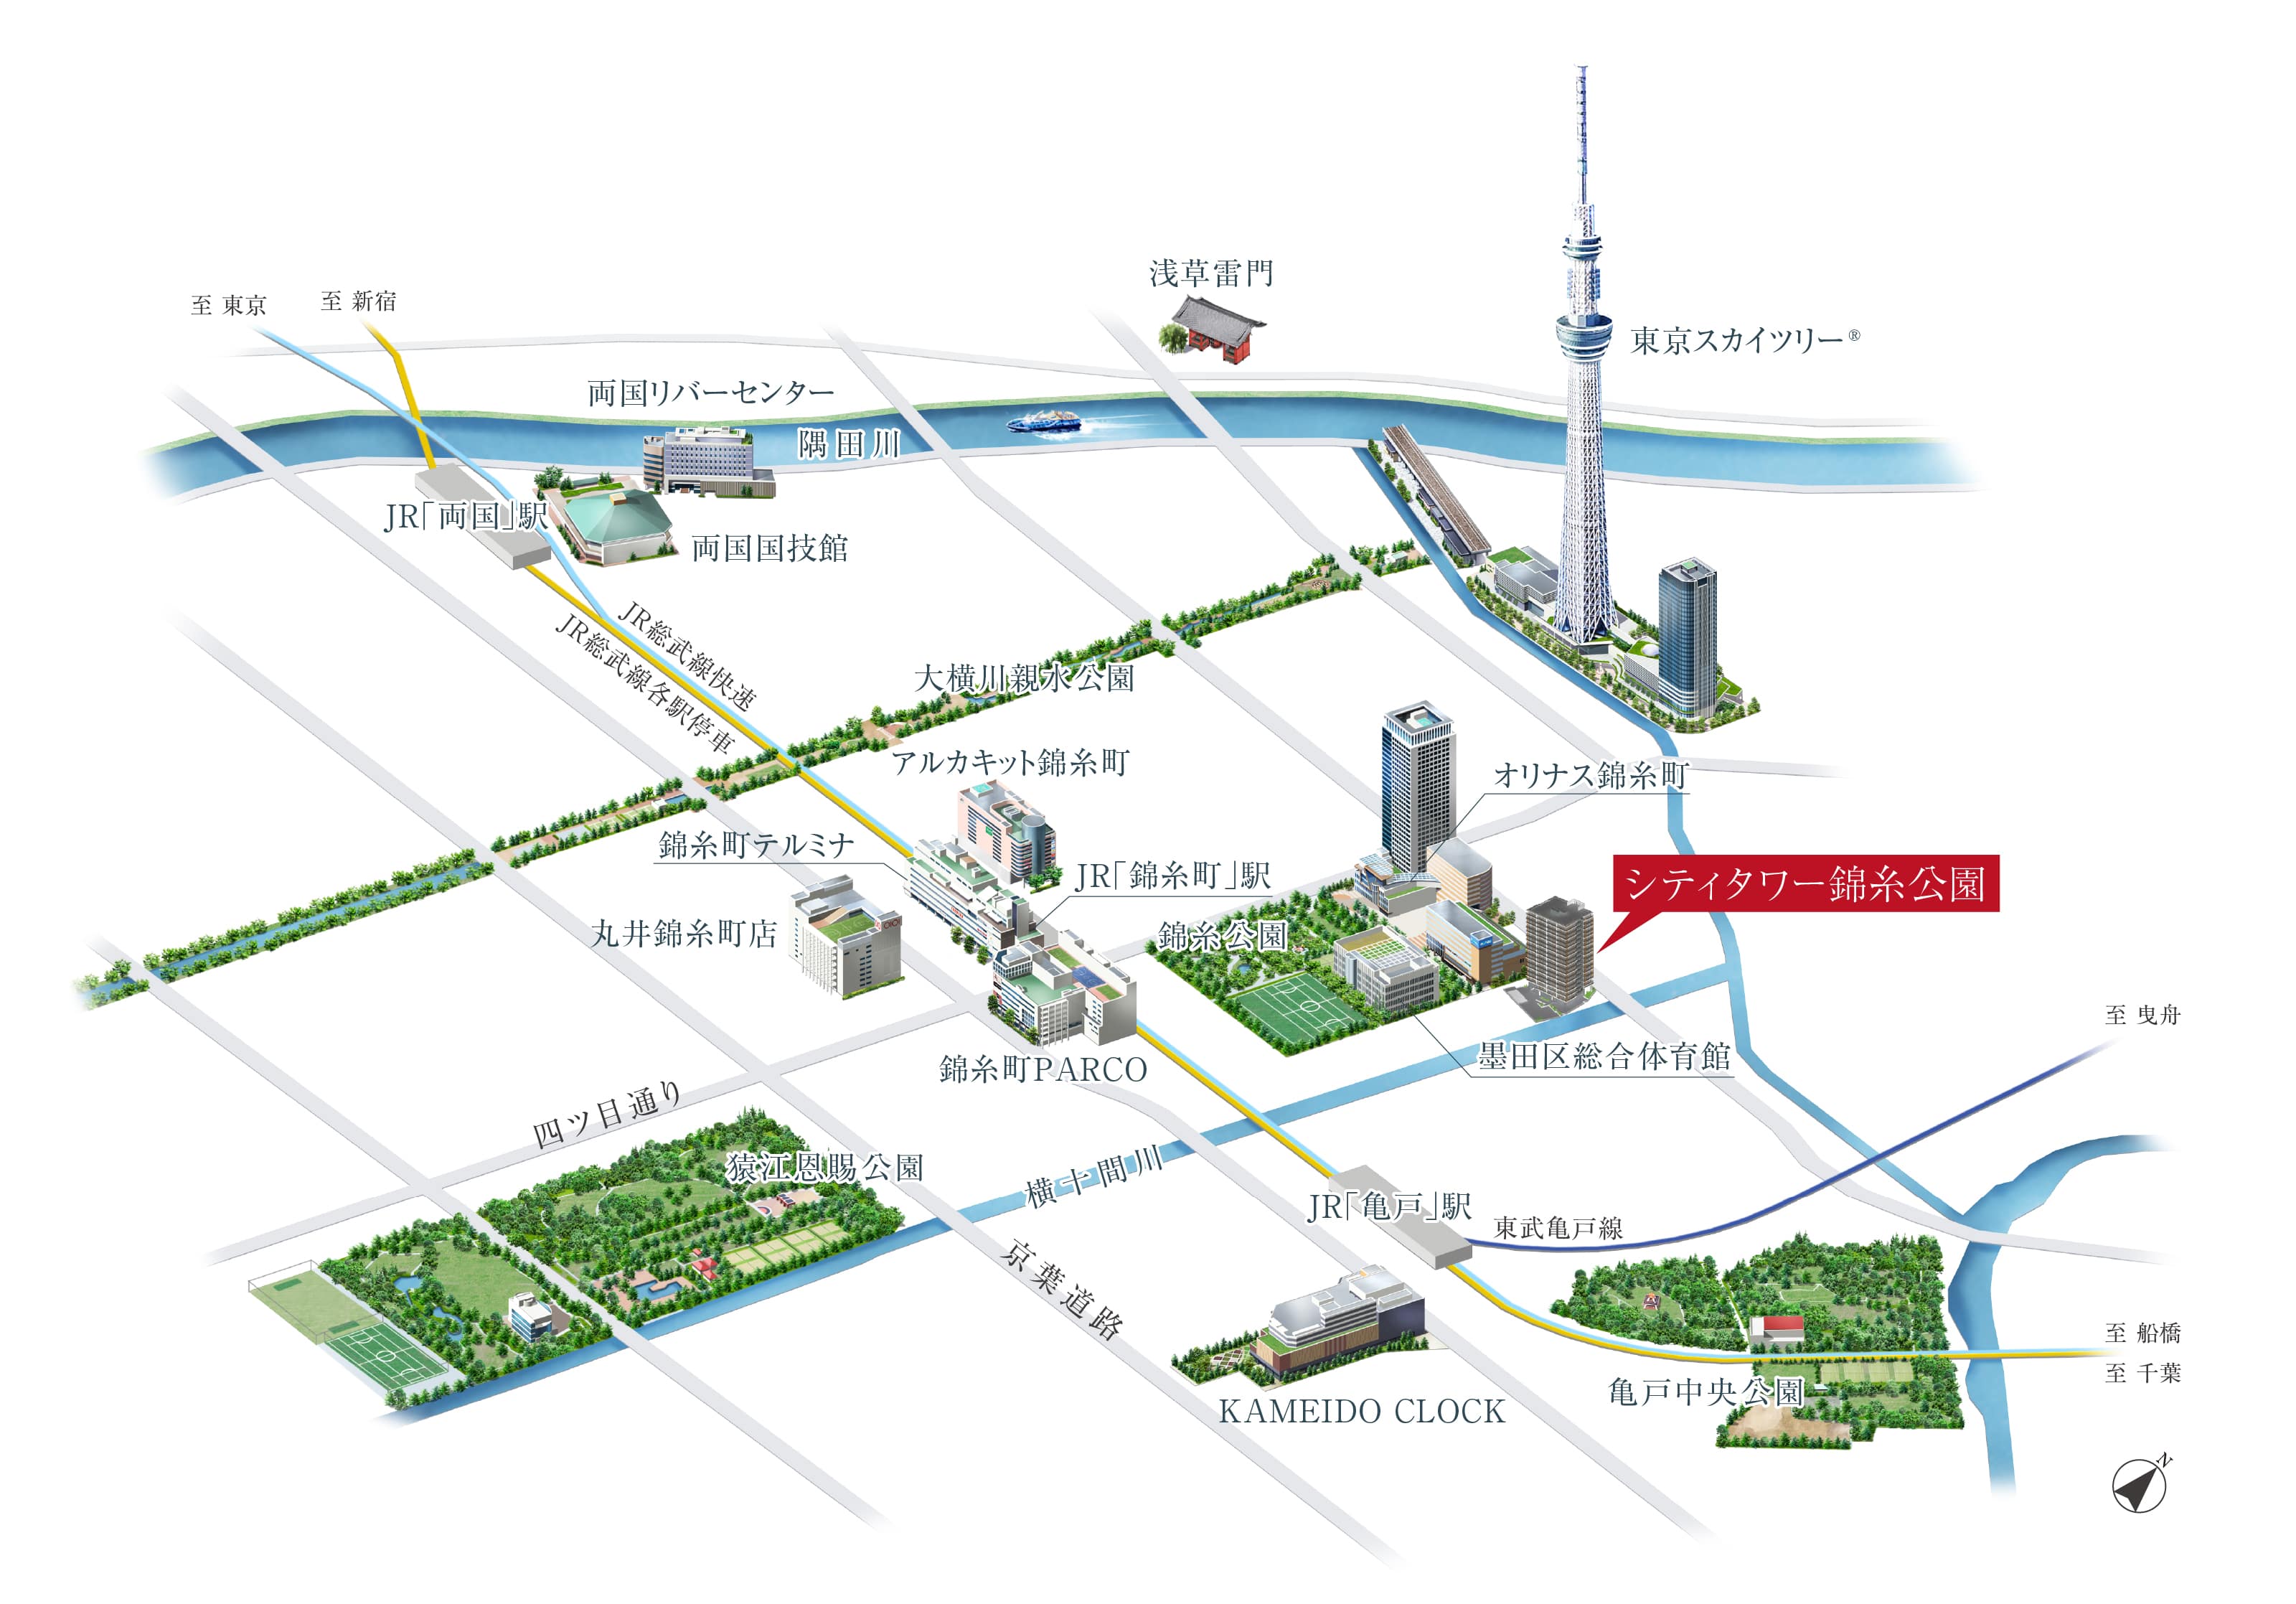 浅草雷門
至 東京
至 新宿
東京スカイツリー®
両国リバーセンター
隅田川
JR「両国」駅
両国国技館
JR総武線快速
JR総武線各駅停車
大横川親水公園
アルカキット錦糸町
オリナス錦糸町
錦糸町テルミナ
JR「錦糸町」駅
シティタワー錦糸公園
丸井錦糸町店
錦糸公園
至 曳舟
墨田区総合体育館
錦糸町PARCO
四ツ目通り
猿江恩賜公園
横十間川
JR「亀戸」駅
東武亀戸線
京葉道路
至 船橋
至 千葉
亀戸中央公園
KAMEIDO CLOCK
N